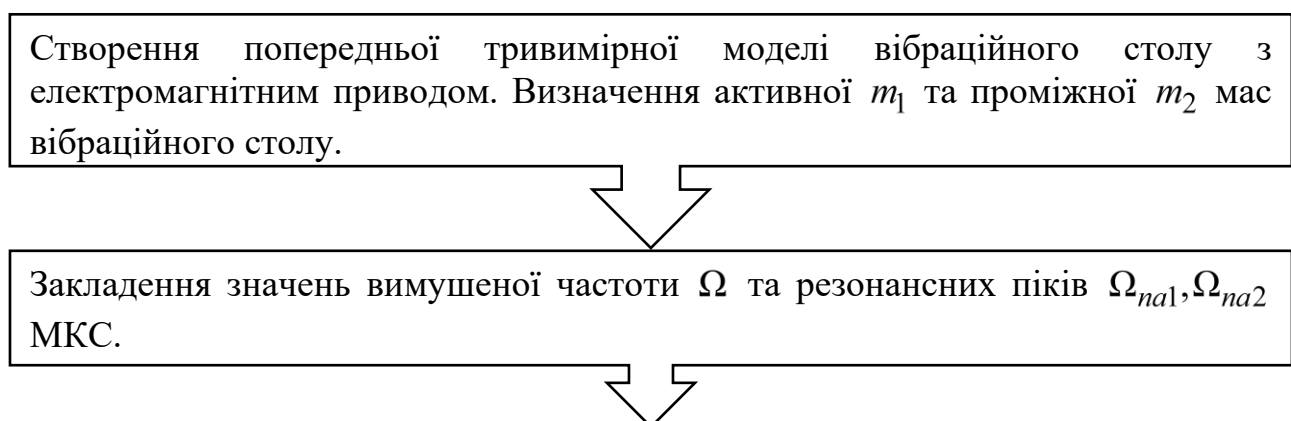 Створення попередньої тривимірної моделі вібраційного столу з
електромагнітним приводом. Визначення активної m₁ та проміжної m₂ мас
вібраційного столу.
Закладення значень вимушеної частоти Ω та резонансних піків Ωₙₐ₁,Ωₙₐ₂
МКС.